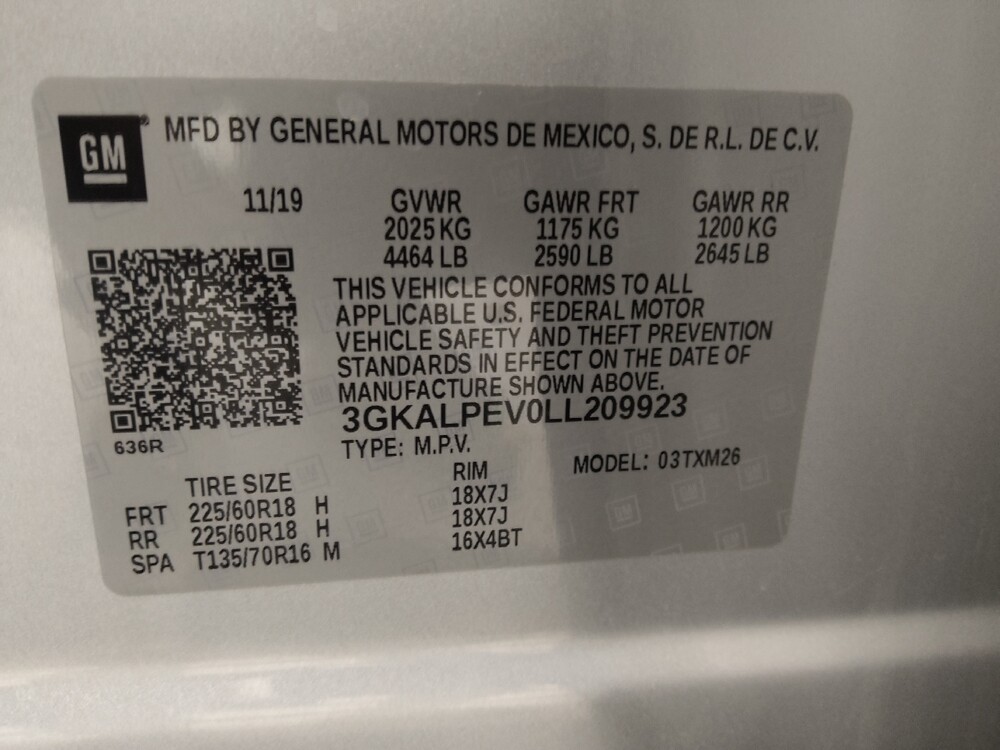 GM® MFD BY GENERAL MOTORS DE MEXICO, S. DE R.L. DE C.V.
11/19 GVWR GAWR FRT GAWR RR
2025 KG 1175 KG 1200 KG
4464 LB 2590 LB 2645 LB
THIS VEHICLE CONFORMS TO ALL
APPLICABLE U.S. FEDERAL MOTOR
VEHICLE SAFETY AND THEFT PREVENTION
STANDARDS IN EFFECT ON THE DATE OF
MANUFACTURE SHOWN ABOVE.
3GKALPEV0LL209923
636R
TYPE: M.P.V. MODEL: 03TXM26
TIRE SIZE RIM
FRT 225/60R18 H 18X7J
RR 225/60R18 H 18X7J
SPA T135/70R16 M 16X4BT